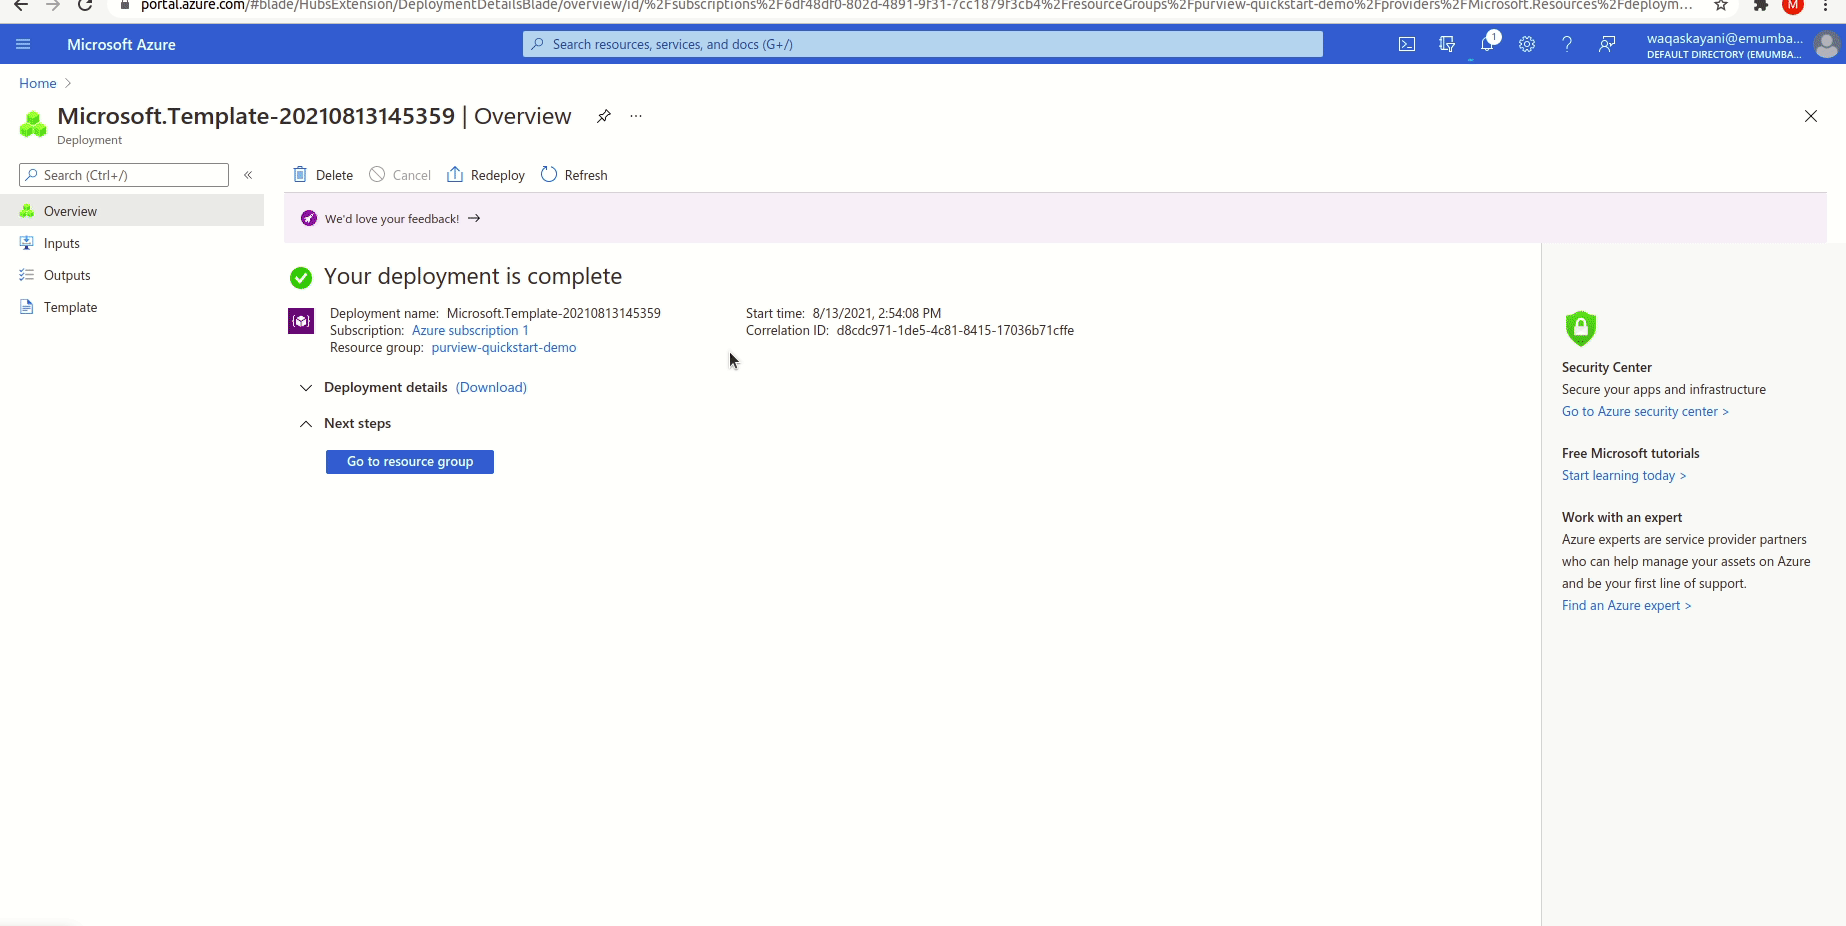 portal.azure.com/#blade/HubsExtension/DeploymentDetailsBlade/overview/id/%2Fsubscriptions%2F6df48df0-802d-4891-9f31-7cc1879f3cb4%2FresourceGroups%2Fpurview-quickstart-demo%2Fproviders%2FMicrosoft.Resources%2Fdeploym...
M
Microsoft Azure
Search resources, services, and docs (G+/)
1
waqaskayani@emumba...
DEFAULT DIRECTORY (EMUMBA...
Home >
Microsoft.Template-20210813145359 | Overview
...
Deployment
Search (Ctrl+/)
«
Delete
Cancel
Redeploy
Refresh
Overview
Inputs
Outputs
Template
We'd love your feedback! →
Your deployment is complete
Deployment name: Microsoft.Template-20210813145359
Subscription: Azure subscription 1
Resource group: purview-quickstart-demo
Start time: 8/13/2021, 2:54:08 PM
Correlation ID: d8cdc971-1de5-4c81-8415-17036b71cffe
Deployment details (Download)
Next steps
Go to resource group
Security Center
Secure your apps and infrastructure
Go to Azure security center >
Free Microsoft tutorials
Start learning today >
Work with an expert
Azure experts are service provider partners
who can help manage your assets on Azure
and be your first line of support.
Find an Azure expert >